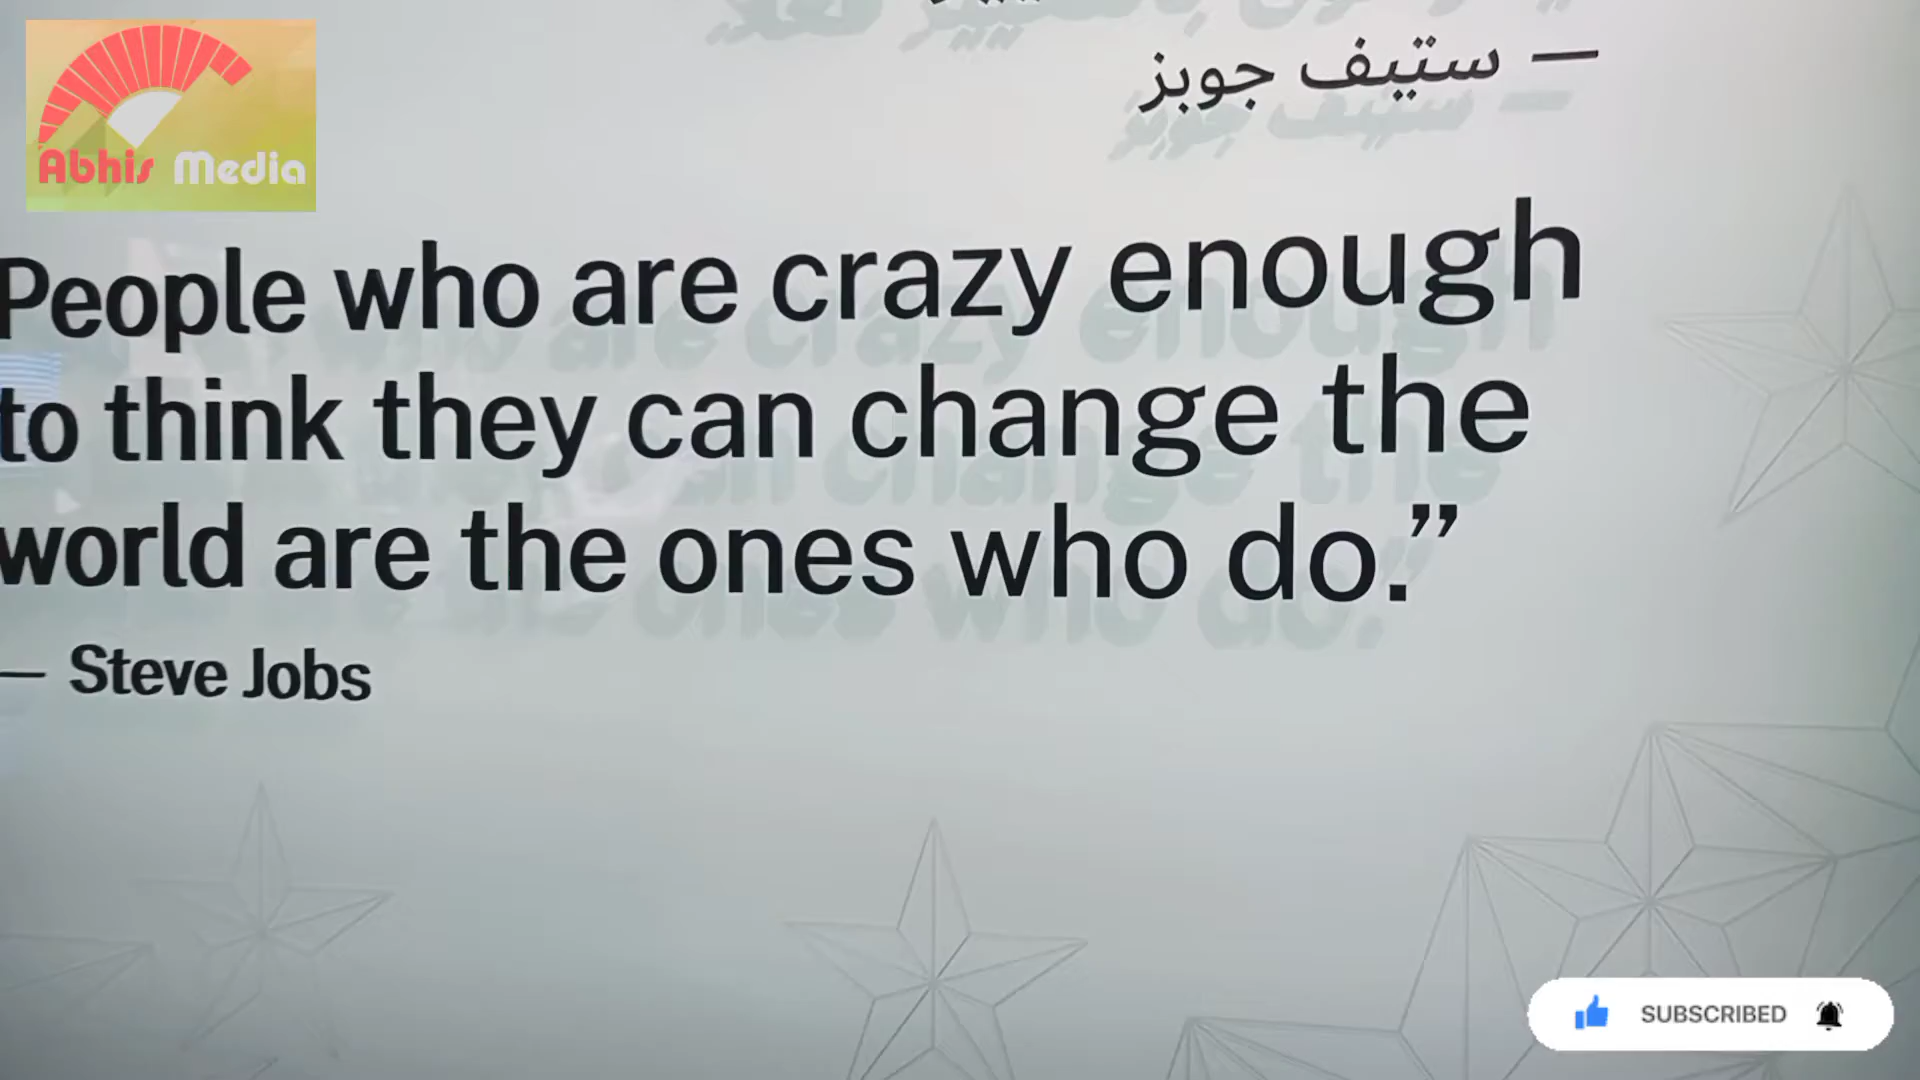 Abhis Media
— ستيف جوبز
People who are crazy enough
to think they can change the
world are the ones who do.”
— Steve Jobs
SUBSCRIBED